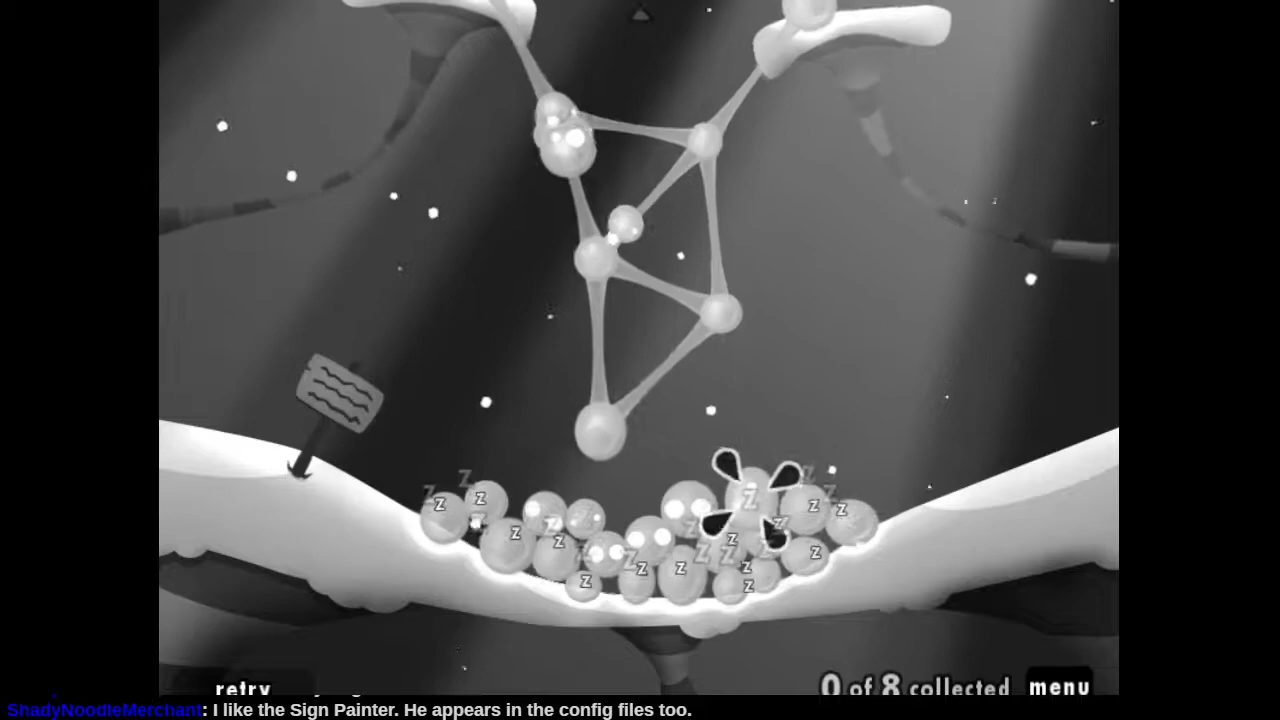 retry
0 of 8 collected
menu
ShadyNoodleMerchant: I like the Sign Painter. He appears in the config files too.